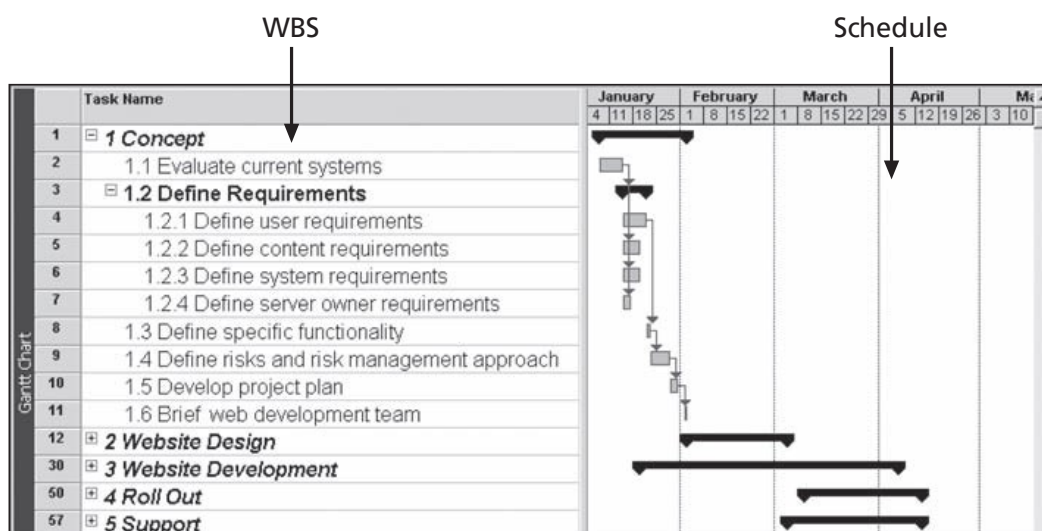 WBS Schedule
Task Name January February March April
4 11 18 25 1 8 15 22 1 8 15 22 29 5 12 19 26 3 10
1 1 Concept
2 1.1 Evaluate current systems
3 1.2 Define Requirements
4 1.2.1 Define user requirements
5 1.2.2 Define content requirements
6 1.2.3 Define system requirements
7 1.2.4 Define server owner requirements
8 1.3 Define specific functionality
9 1.4 Define risks and risk management approach
10 1.5 Develop project plan
11 1.6 Brief web development team
12 2 Website Design
30 3 Website Development
50 4 Roll Out
57 5 Support
Gantt Chart